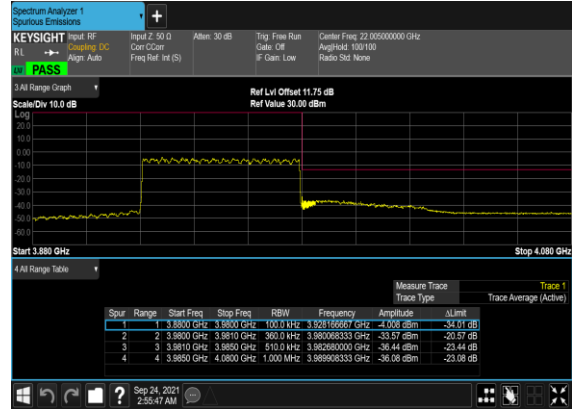 Spectrum Analyzer 1
Spurious Emissions
KEYSIGHT Input: RF Input Z: 50 Ω Atten: 30 dB Trig: Free Run Center Freq: 22.005000000 GHz
RL Coupling: DC Corr CCorr Gate: Off Avg|Hold: 100/100
Align: Auto Freq Ref: Int (S) IF Gain: Low Radio Std: None
PASS
3 All Range Graph
Ref Lvl Offset 11.75 dB
Scale/Div 10.0 dB Ref Value 30.00 dBm
Log
20.0
10.0
0.00
-10.0
-20.0
-30.0
-40.0
-50.0
-60.0
Start 3.880 GHz Stop 4.080 GHz
4 All Range Table
Measure Trace Trace 1
Trace Type Trace Average (Active)
Spur Range Start Freq Stop Freq RBW Frequency Amplitude ΔLimit
1 1 3.8800 GHz 3.9800 GHz 100.0 kHz 3.928166667 GHz -4.008 dBm -34.01 dB
2 2 3.9800 GHz 3.9810 GHz 360.0 kHz 3.980068333 GHz -33.57 dBm -20.57 dB
3 3 3.9810 GHz 3.9850 GHz 510.0 kHz 3.982680000 GHz -36.44 dBm -23.44 dB
4 4 3.9850 GHz 4.0800 GHz 1.000 MHz 3.989908333 GHz -36.08 dBm -23.08 dB
? Sep 24, 2021
2:55:47 AM